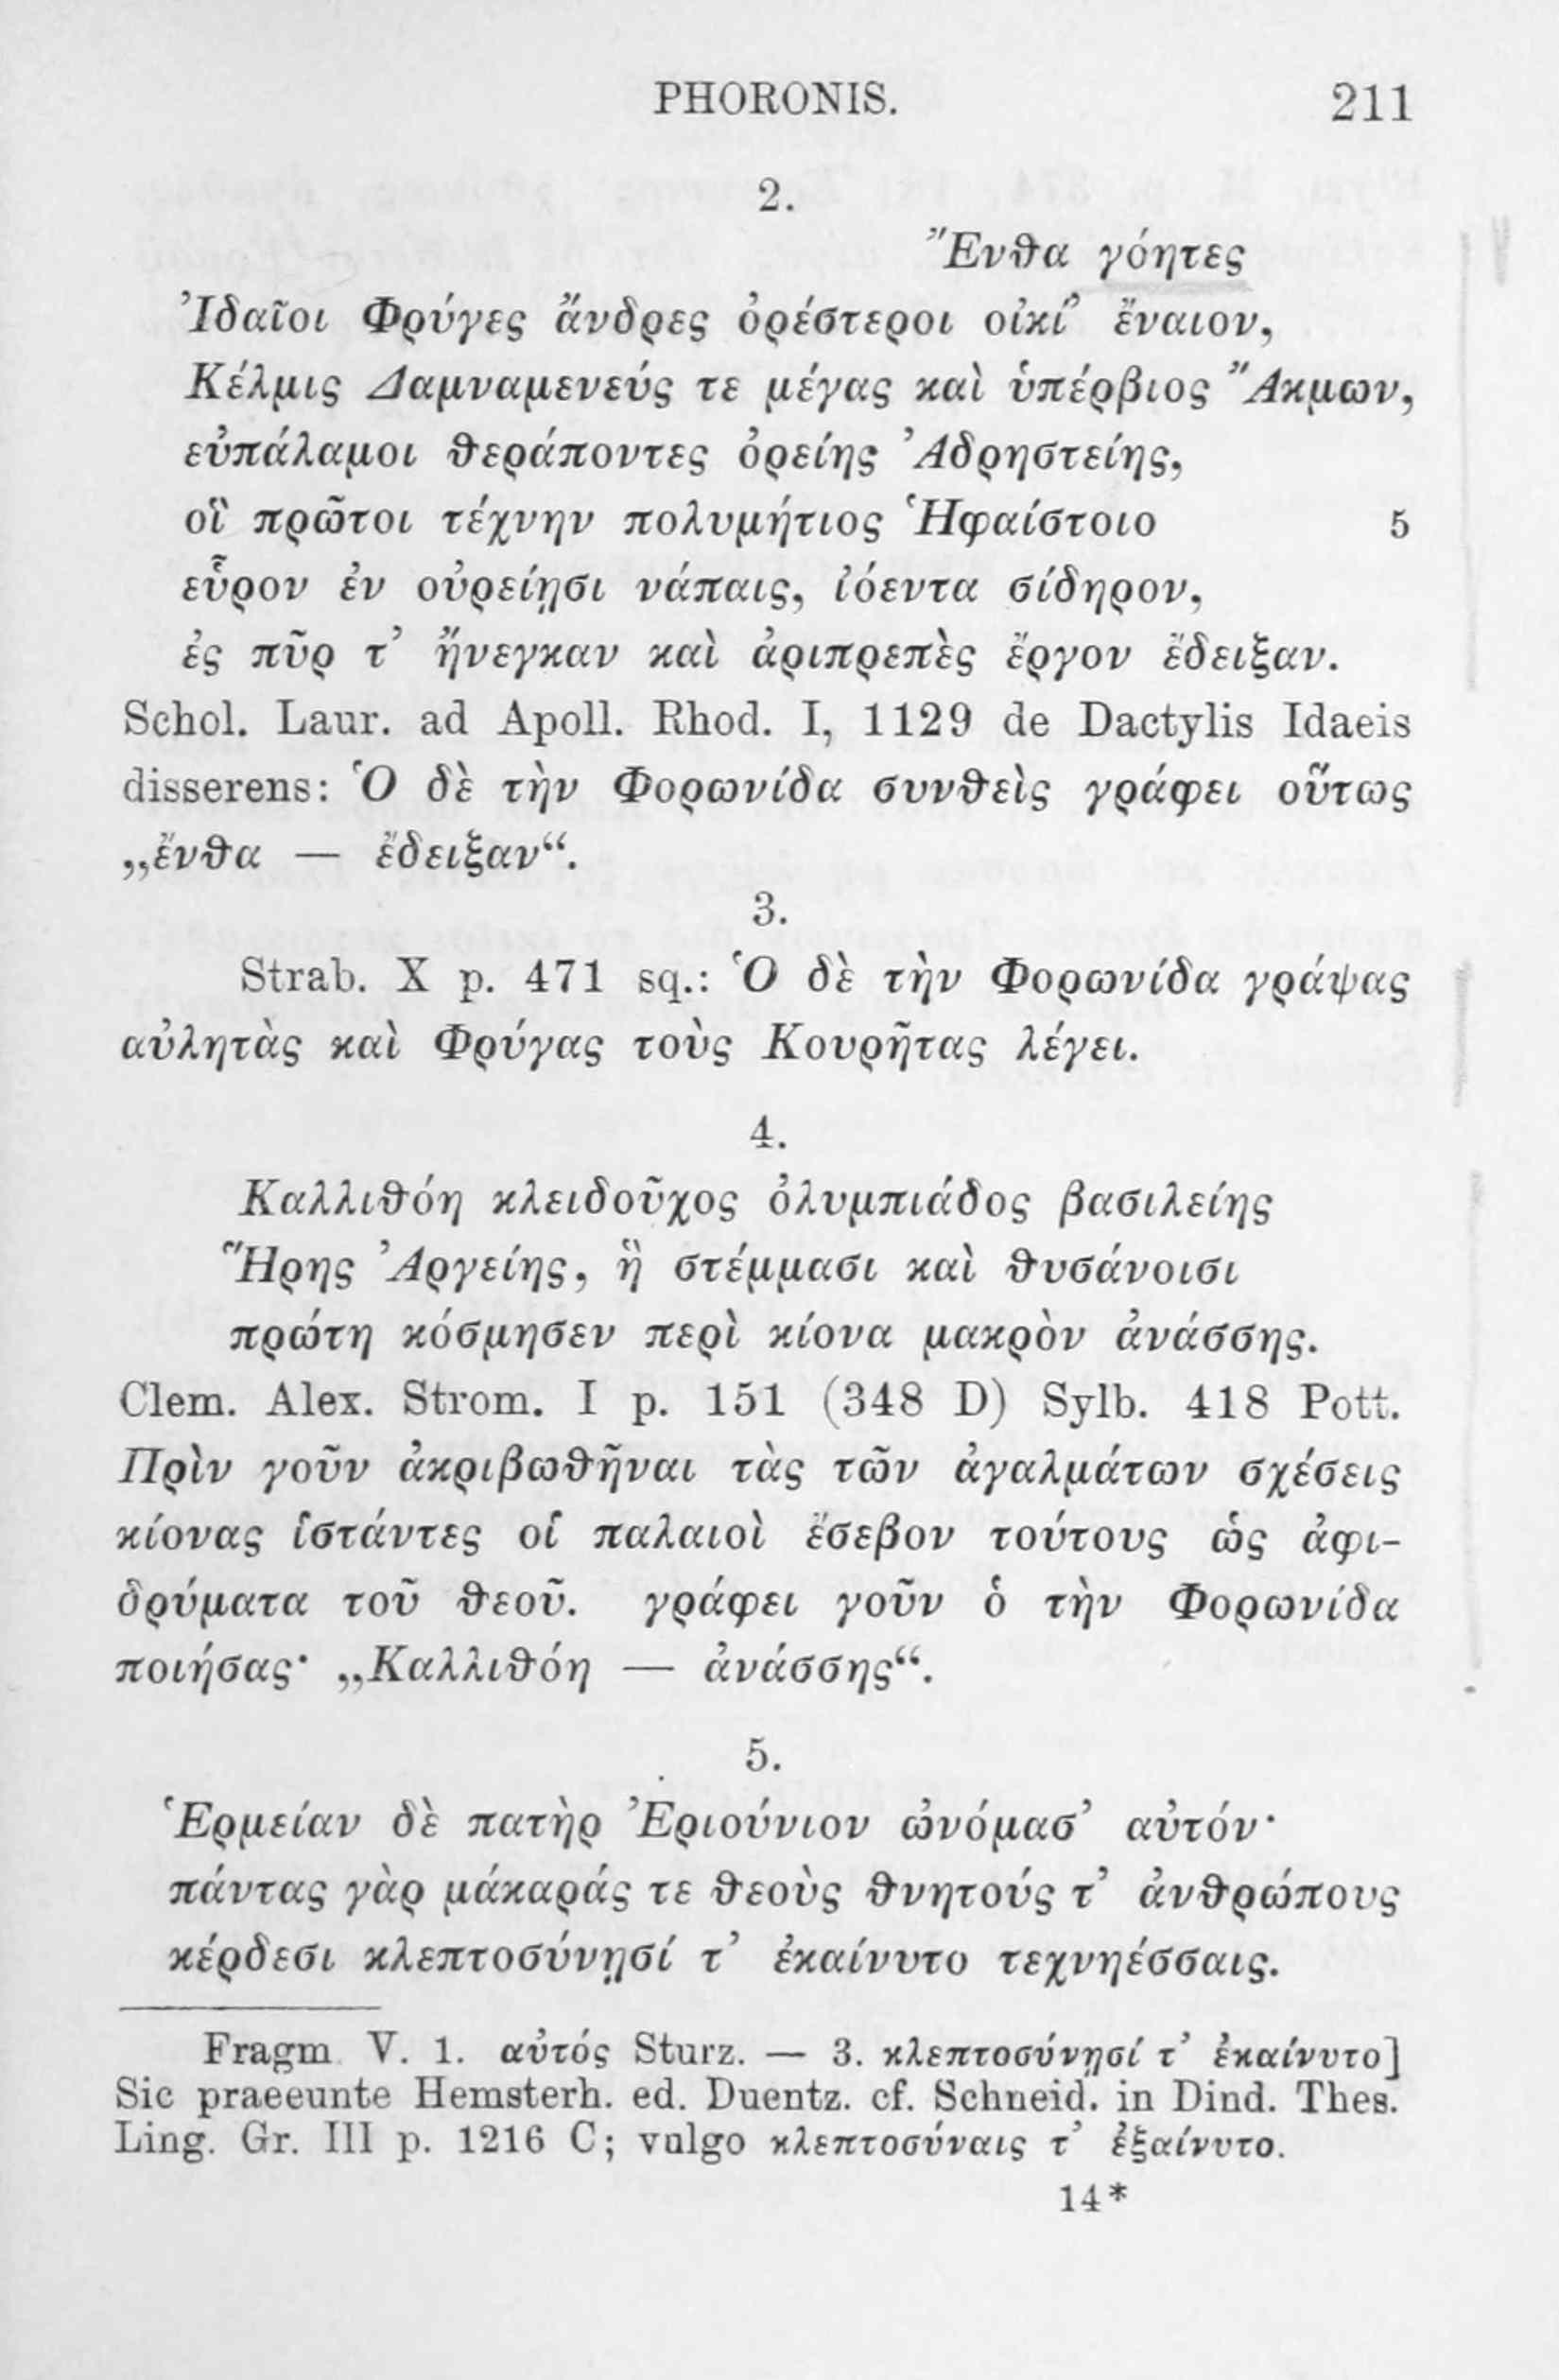 PHORONIS. 211
2.
Ἔνθα γόητες
Ἰδαῖοι Φρύγες ἄνδρες ὀρέστεροι οἰκί' ἔναιον,
Κέλμις Δαμναμενεύς τε μέγας καὶ ὑπέρβιος Ἄκμων,
εὐπάλαμοι θεράποντες ὀρείης Ἀδρηστείης,
οἳ πρῶτοι τέχνην πολυμήτιος Ἡφαίστοιο 5
εὗρον ἐν οὐρείῃσι νάπαις, ἰόεντα σίδηρον,
ἐς πῦρ τ' ἤνεγκαν καὶ ἀριπρεπὲς ἔργον ἔδειξαν.
Schol. Laur. ad Apoll. Rhod. I, 1129 de Dactylis Idaeis
disserens: Ὁ δὲ τὴν Φορωνίδα συνθεὶς γράφει οὕτως
„ἔνθα — ἔδειξαν“.
3.
Strab. X p. 471 sq.: Ὁ δὲ τὴν Φορωνίδα γράψας
αὐλητὰς καὶ Φρύγας τοὺς Κουρῆτας λέγει.
4.
Καλλιθόη κλειδοῦχος ὀλυμπιάδος βασιλείης
Ἥρης Ἀργείης, ἣ στέμμασι καὶ θυσάνοισι
πρώτη κόσμησεν περὶ κίονα μακρὸν ἀνάσσης.
Clem. Alex. Strom. I p. 151 (348 D) Sylb. 418 Pott.
Πρὶν γοῦν ἀκριβωθῆναι τὰς τῶν ἀγαλμάτων σχέσεις
κίονας ἱστάντες οἱ παλαιοὶ ἔσεβον τούτους ὡς ἀφι-
δρύματα τοῦ θεοῦ. γράφει γοῦν ὁ τὴν Φορωνίδα
ποιήσας· „Καλλιθόη — ἀνάσσης“.
5.
Ἑρμείαν δὲ πατὴρ Ἐριούνιον ὠνόμασ' αὐτόν·
πάντας γὰρ μάκαράς τε θεοὺς θνητούς τ' ἀνθρώπους
κέρδεσι κλεπτοσύνῃσί τ' ἐκαίνυτο τεχνηέσσαις.
Fragm V. 1. αὐτός Sturz. — 3. κλεπτοσύνῃσί τ' ἐκαίνυτο]
Sic praeeunte Hemsterh. ed. Duentz. cf. Schneid. in Dind. Thes.
Ling. Gr. III p. 1216 C; vulgo κλεπτοσύναις τ' ἐξαίνυτο.
14*